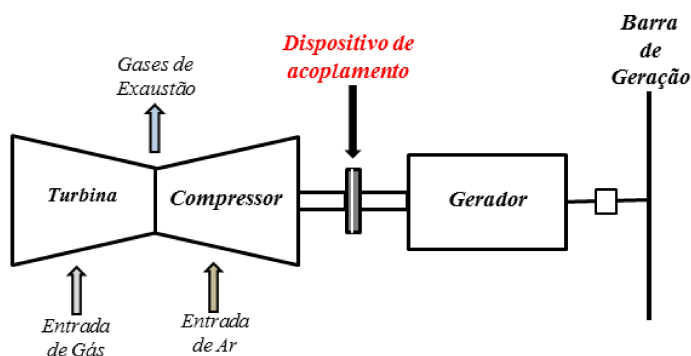 Dispositivo de
acoplamento
Barra
de
Geração
Gases de
Exaustão
Turbina
Compressor
Gerador
Entrada
de Gás
Entrada
de Ar